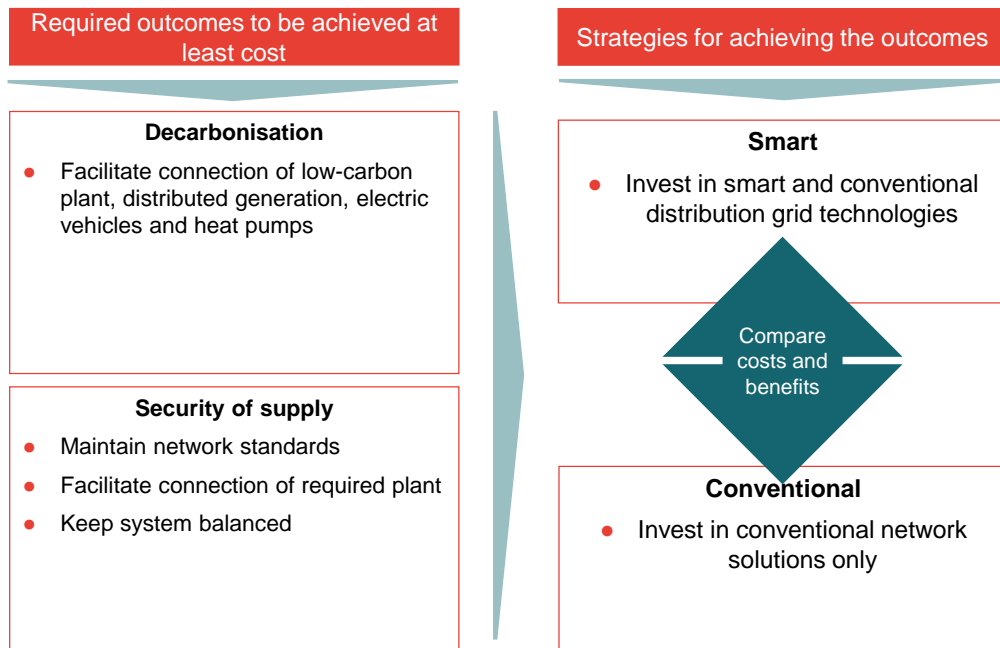 Required outcomes to be achieved at
least cost
Decarbonisation
Facilitate connection of low-carbon
plant, distributed generation, electric
vehicles and heat pumps
Security of supply
Maintain network standards
Facilitate connection of required plant
Keep system balanced
Strategies for achieving the outcomes
Smart
Invest in smart and conventional
distribution grid technologies
Compare
costs and
benefits
Conventional
Invest in conventional network
solutions only